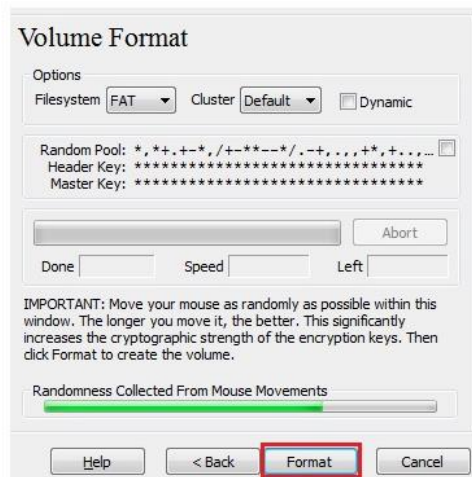 Volume Format
Options
Filesystem FAT Cluster Default Dynamic
Random Pool: *,*+.+-*,/+-**--*/.-+,.,,+*,+..,...
Header Key: ********************************
Master Key: ********************************
Abort
Done Speed Left
IMPORTANT: Move your mouse as randomly as possible within this
window. The longer you move it, the better. This significantly
increases the cryptographic strength of the encryption keys. Then
click Format to create the volume.
Randomness Collected From Mouse Movements
Help < Back Format Cancel